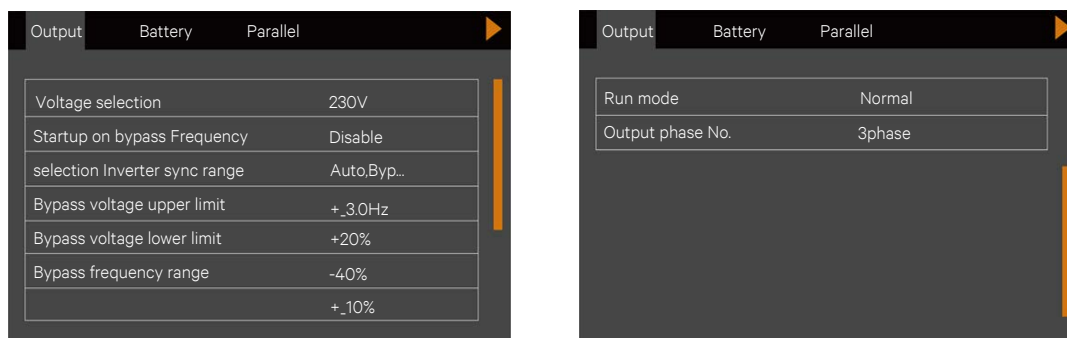 Output Battery Parallel
Voltage selection 230V
Startup on bypass Frequency Disable
selection Inverter sync range Auto,Byp...
Bypass voltage upper limit +_3.0Hz
Bypass voltage lower limit +20%
Bypass frequency range -40%
+_10%
Output Battery Parallel
Run mode Normal
Output phase No. 3phase